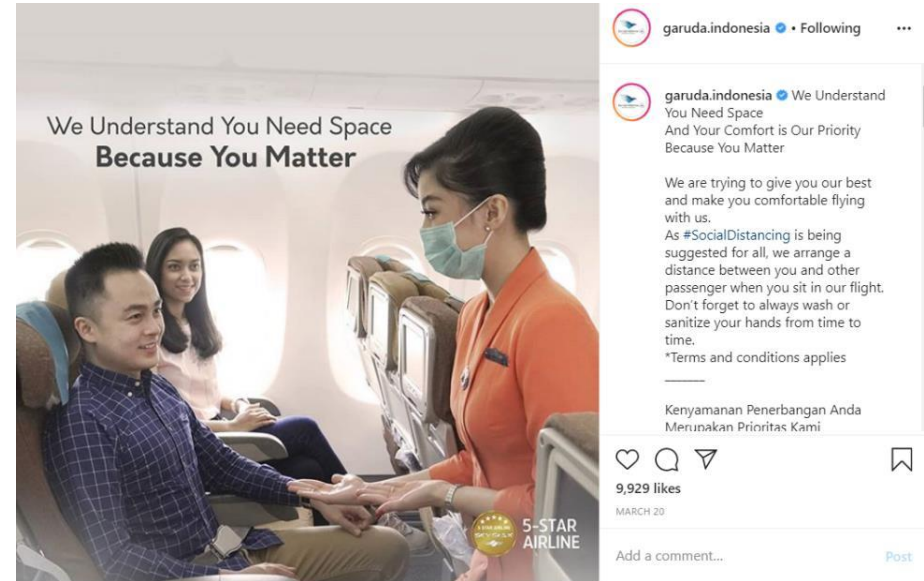 We Understand You Need Space
Because You Matter
5-STAR
AIRLINE
garuda.indonesia • Following
garuda.indonesia We Understand
You Need Space
And Your Comfort is Our Priority
Because You Matter
We are trying to give you our best
and make you comfortable flying
with us.
As #SocialDistancing is being
suggested for all, we arrange a
distance between you and other
passenger when you sit in our flight.
Don't forget to always wash or
sanitize your hands from time to
time.
*Terms and conditions applies
_______
Kenyamanan Penerbangan Anda
Merupakan Prioritas Kami
9,929 likes
MARCH 20
Add a comment...
Post